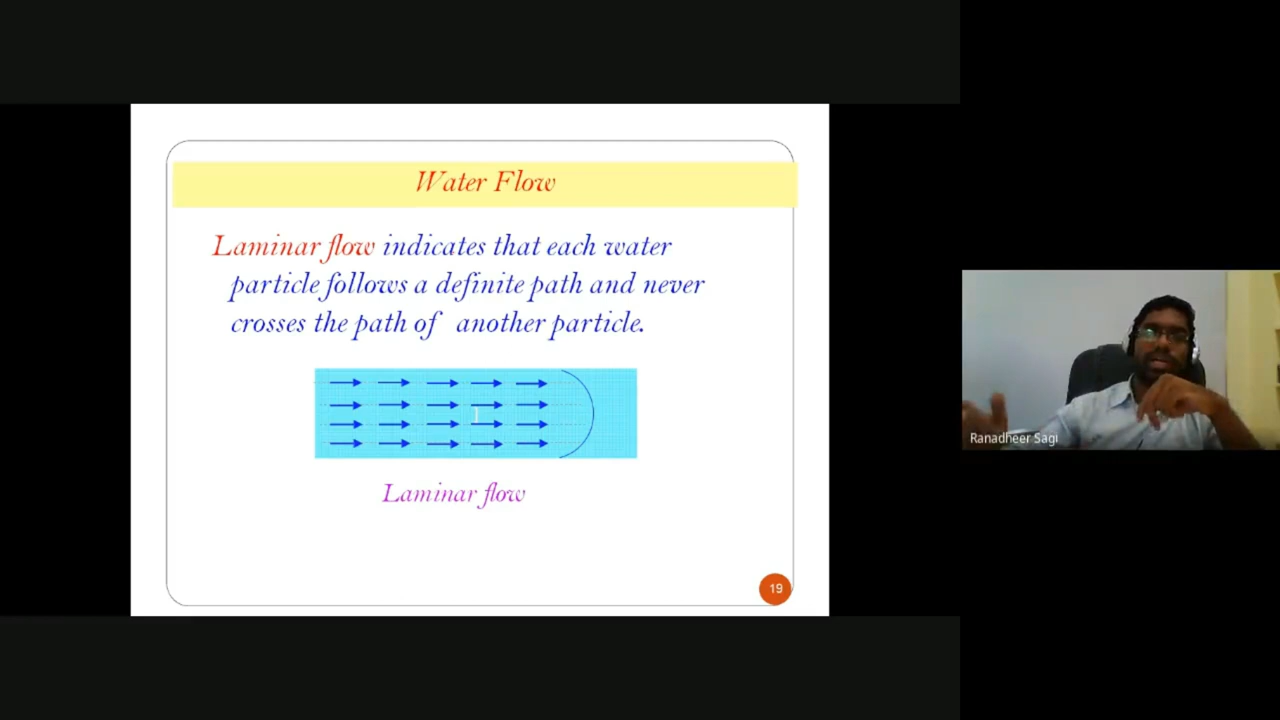 Water Flow
Laminar flow indicates that each water
particle follows a definite path and never
crosses the path of another particle.
Laminar flow
19
Ranadheer Sagi